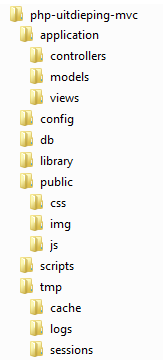 php-uitdieping-mvc
application
controllers
models
views
config
db
library
public
css
img
js
scripts
tmp
cache
logs
sessions